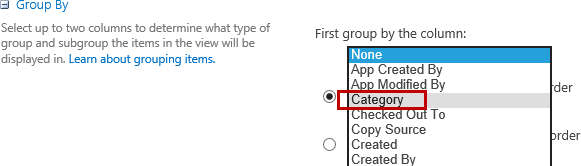 Group By
Select up to two columns to determine what type of
group and subgroup the items in the view will be
displayed in. Learn about grouping items.
First group by the column:
None
App Created By
App Modified By
Category
Checked Out To
Copy Source
Created
Created By
order
order